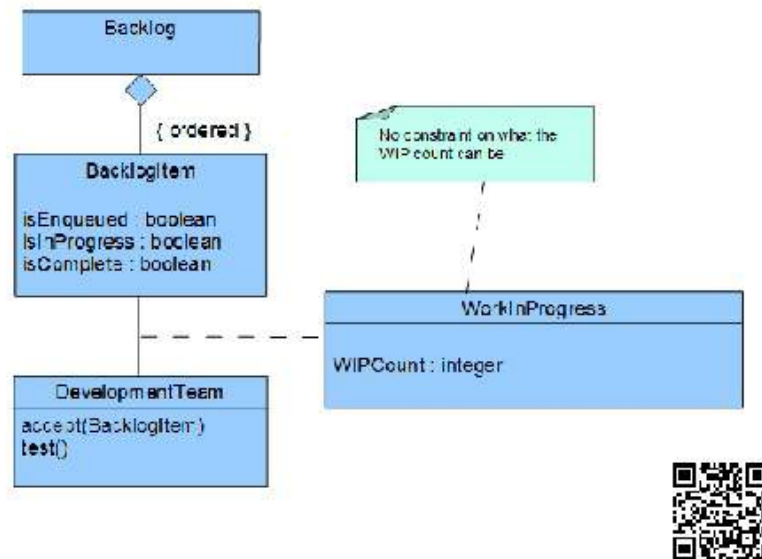 Backlog
{ ordered }
BacklogItem
isEnqueued : boolean
isInProgress : boolean
isComplete : boolean
No constraint on what the
WIP count can be
WorkInProgress
WIPCount : integer
DevelopmentTeam
accept(BacklogItem)
test()